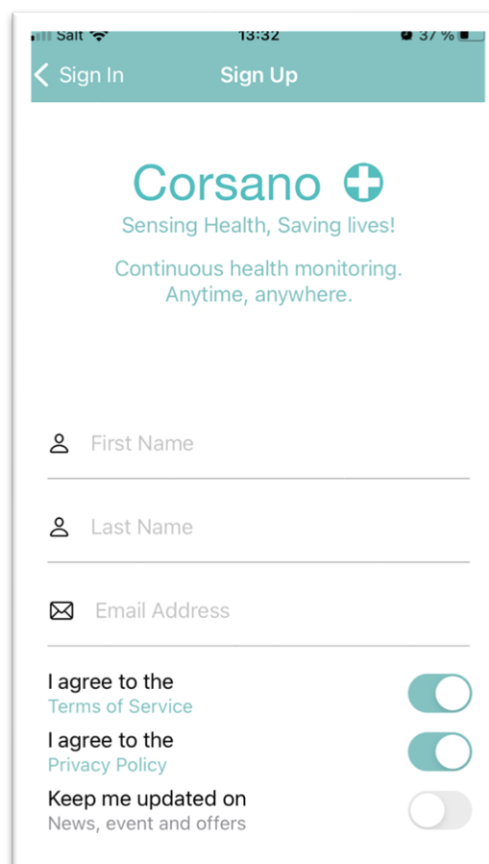 Salt 13:32 37 %
Sign In Sign Up
Corsano
Sensing Health, Saving lives!
Continuous health monitoring.
Anytime, anywhere.
First Name
Last Name
Email Address
I agree to the
Terms of Service
I agree to the
Privacy Policy
Keep me updated on
News, event and offers